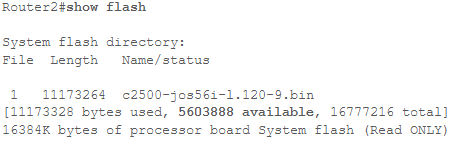 Router2#show flash
System flash directory:
File  Length  Name/status
1  11173264  c2500-jos56i-l.120-9.bin
[11173328 bytes used, 5603888 available, 16777216 total]
16384K bytes of processor board System flash (Read ONLY)